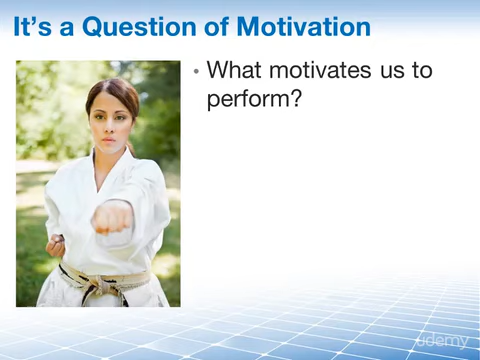 It’s a Question of Motivation
• What motivates us to
perform?
udemy